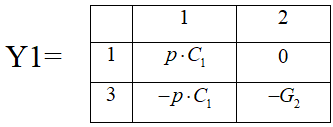 1 2
Y1= 1 p·C₁ 0
3 −p·C₁ −G₂